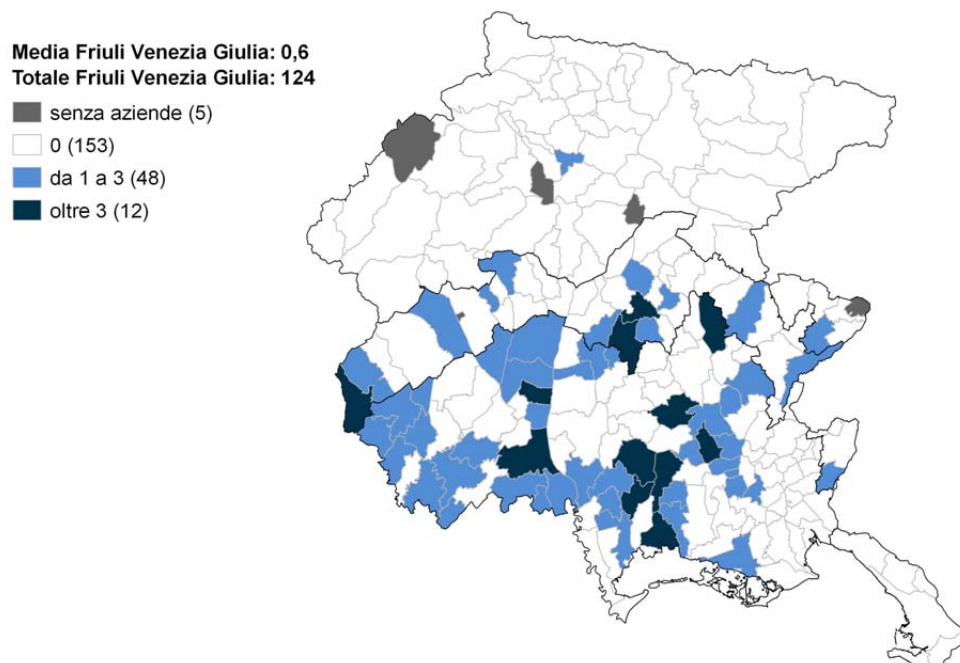 Media Friuli Venezia Giulia: 0,6
Totale Friuli Venezia Giulia: 124
senza aziende (5)
0 (153)
da 1 a 3 (48)
oltre 3 (12)